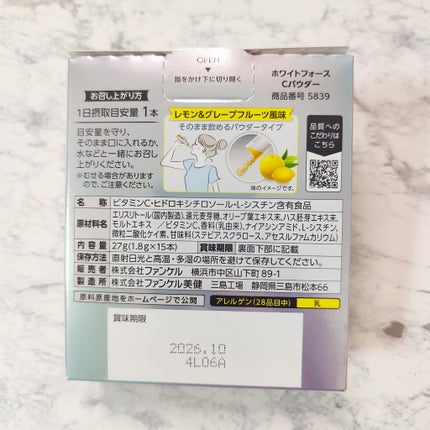 OPEN
指をかけ下に切り開く
ホワイトフォース
Cパウダー
商品番号 5839
お召し上がり方
1日摂取目安量 1本
目安量を守り、
そのまま口に入れるか、
水などと一緒にお召し
上がりください。
※むせる場合があります
ので、ご注意ください。
レモン&グレープフルーツ風味
そのまま飲めるパウダータイプ
味のイメージです。
品質への
こだわりは
こちら
名 称 ビタミンC・ヒドロキシチロソール・L-シスチン含有食品
原材料名 エリスリトール(国内製造)、還元麦芽糖、オリーブ葉エキス末、ハス胚芽エキス末、
モルトエキス /ビタミンC、香料(乳由来)、ナイアシンアミド、L-シスチン、
微粒二酸化ケイ素、甘味料(ステビア、スクラロース、アセスルファムカリウム)
内 容 量 27g(1.8g×15本) 賞味期限 裏面下部に記載
保存方法 直射日光と高温・多湿の場所を避けて保存してください。
販 売 者 株式会社ファンケル 横浜市中区山下町89-1
製 造 所 株式会社ファンケル美健 三島工場 静岡県三島市松本66
原料原産地をホームページで公開 アレルゲン(28品目中) 乳
賞味期限
2026.10
4L06A